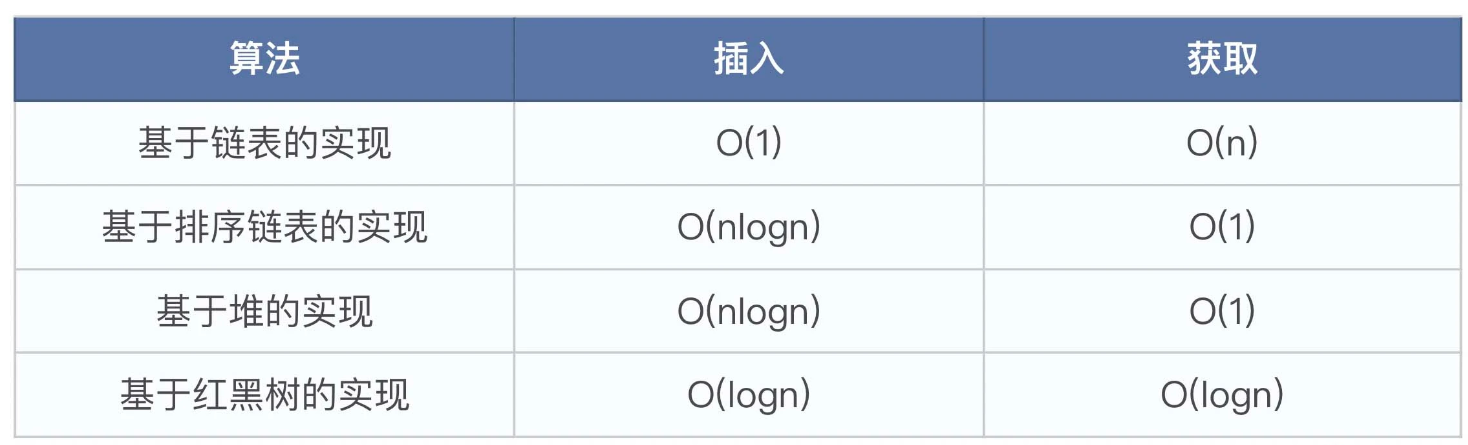 算法 插入 获取
基于链表的实现 O(1) O(n)
基于排序链表的实现 O(nlogn) O(1)
基于堆的实现 O(nlogn) O(1)
基于红黑树的实现 O(logn) O(logn)